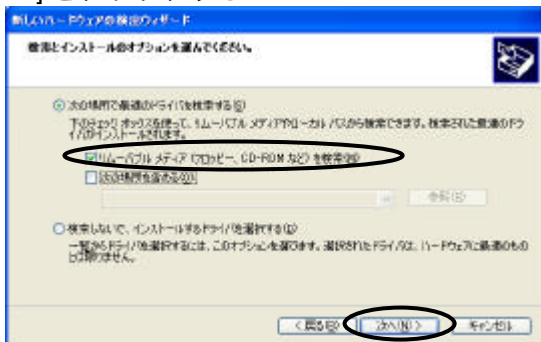 新しいハードウェアの検出ウィザード
検索とインストールのオプションを選んでください。
次の場所で最適のドライバを検索する(S)
下のチェック ボックスを使って、リムーバブル メディアやローカル パスから検索できます。検索された最適のドラ
イバがインストールされます。
リムーバブル メディア (フロッピー、CD-ROM など) を検索(M)
次の場所を含める(O):
参照(R)
検索しないで、インストールするドライバを選択する(D)
一覧からドライバを選択するには、このオプションを選びます。選択されたドライバは、ハードウェアに最適のもの
とは限りません。
< 戻る(B)
次へ(N) >
キャンセル